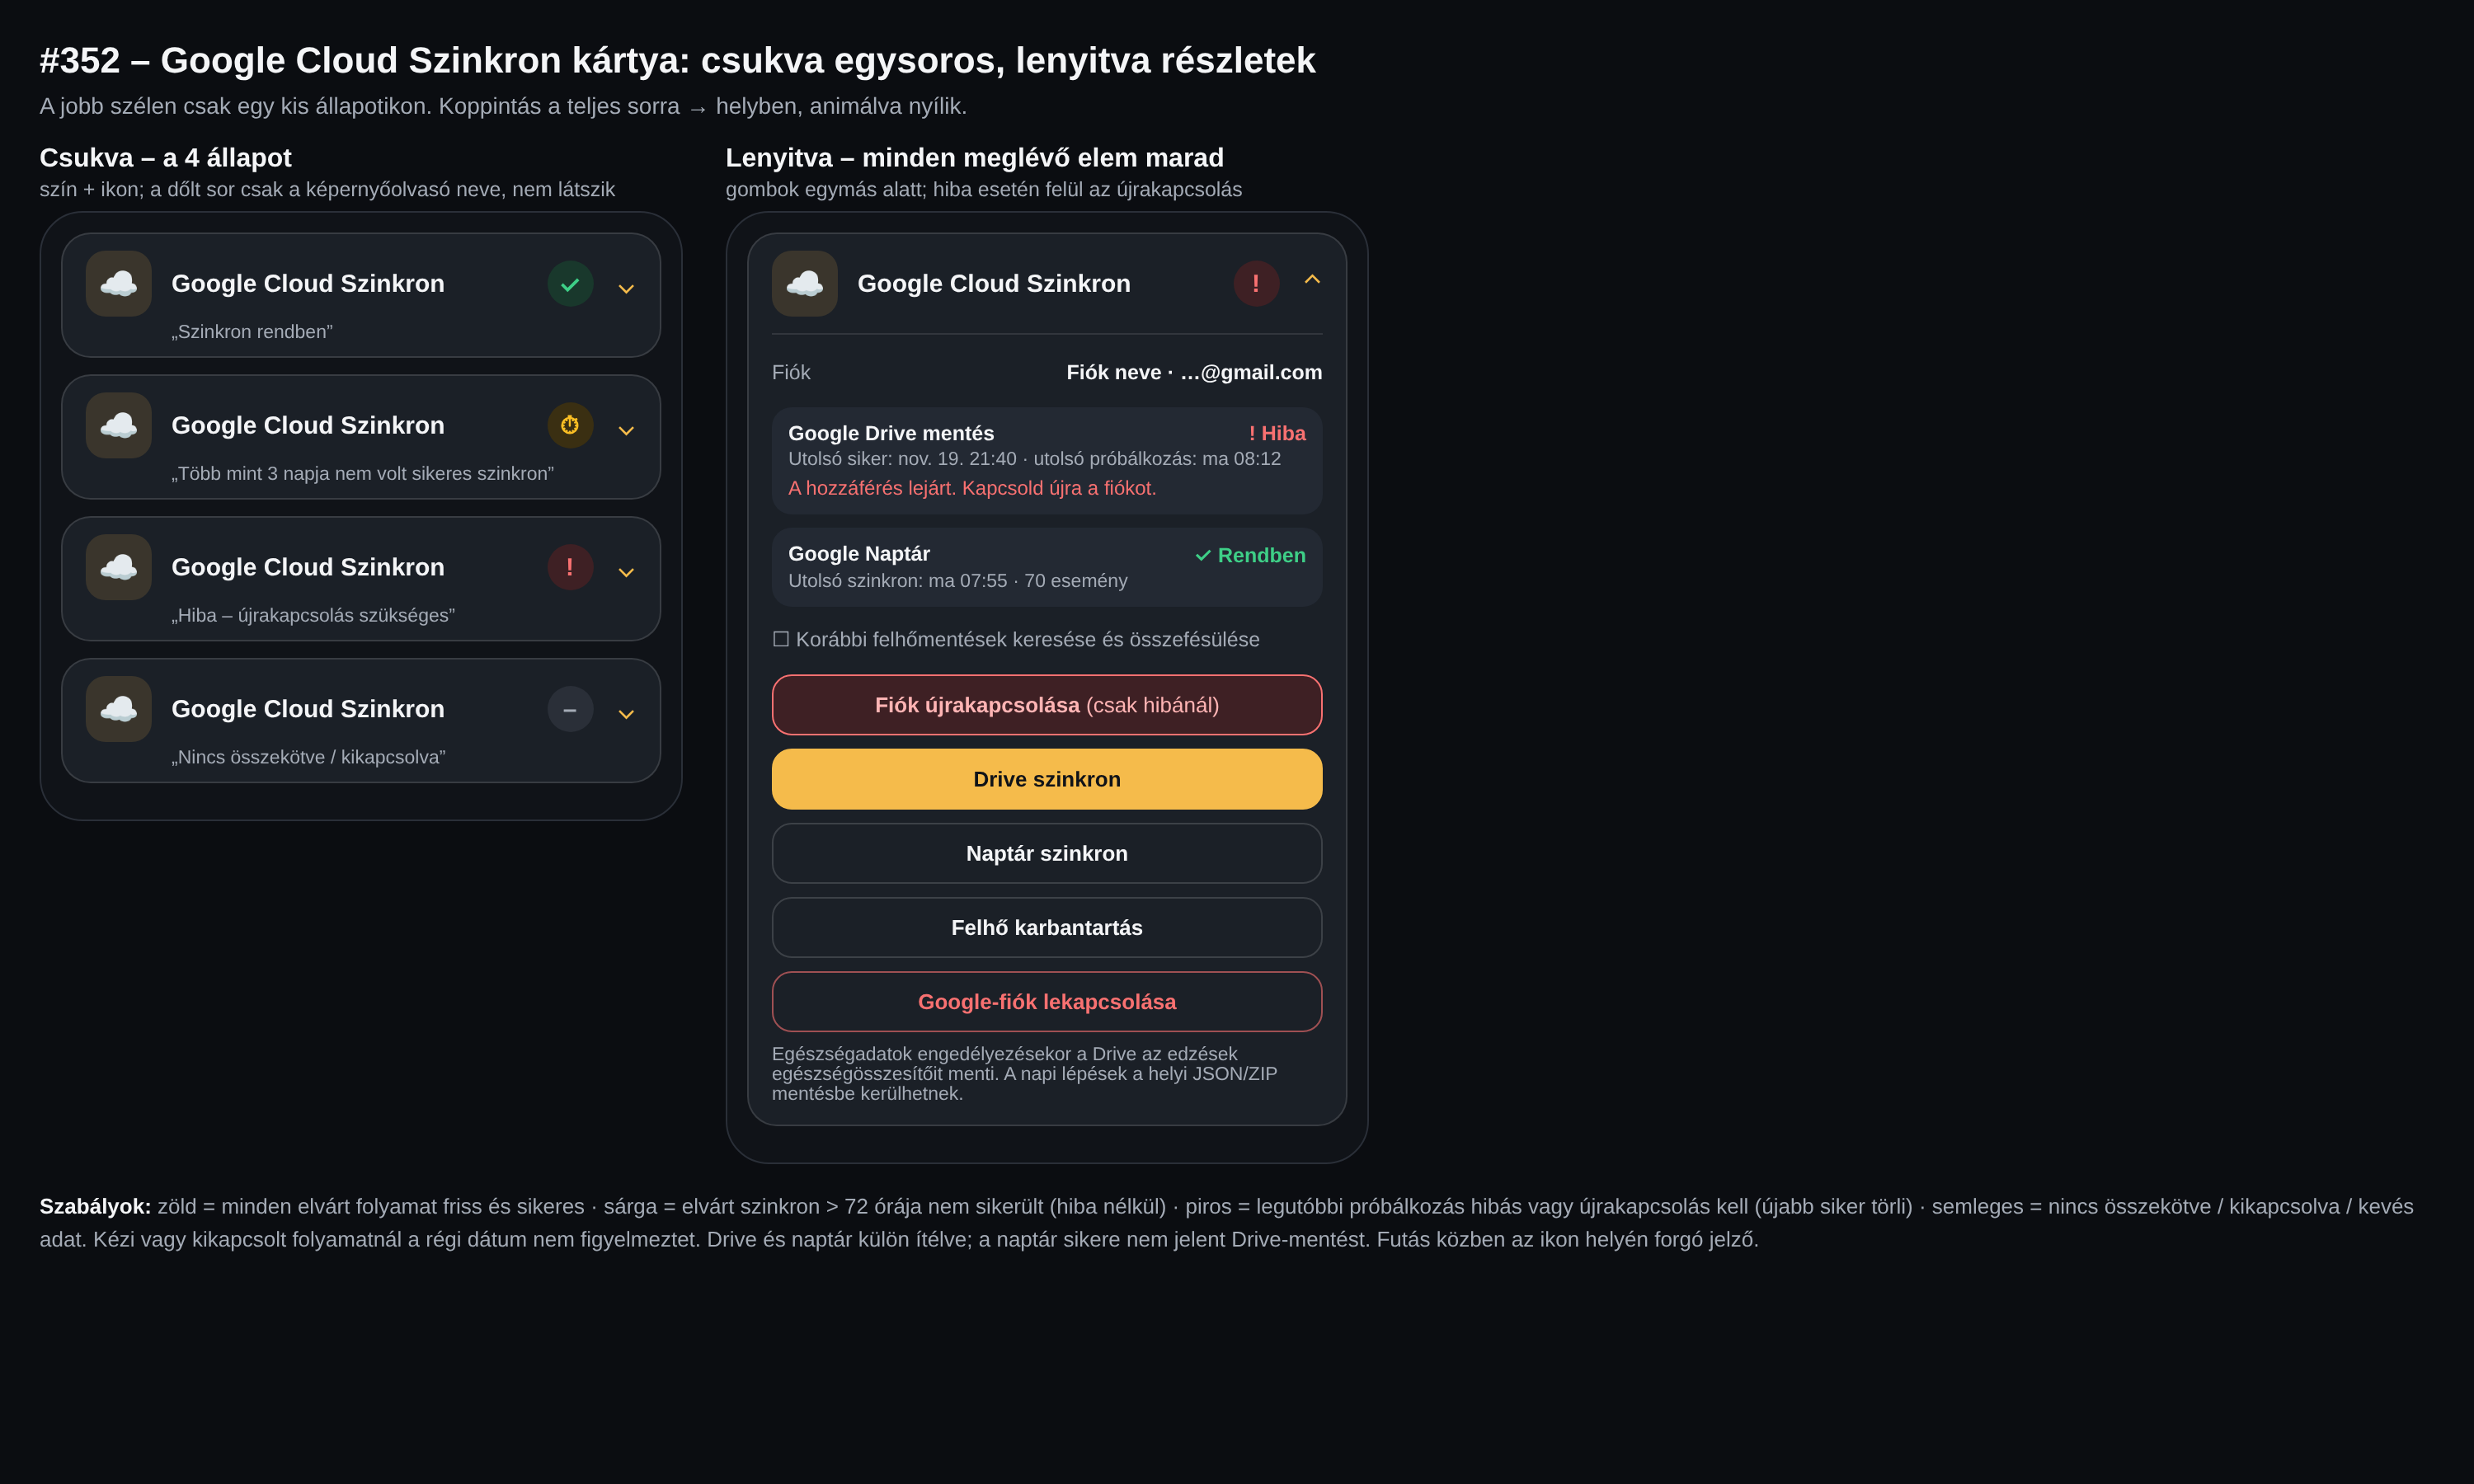 #352 – Google Cloud Szinkron kártya: csukva egysoros, lenyitva részletek
A jobb szélen csak egy kis állapotikon. Koppintás a teljes sorra → helyben, animálva nyílik.
Csukva – a 4 állapot
szín + ikon; a dőlt sor csak a képernyőolvasó neve, nem látszik
Google Cloud Szinkron
„Szinkron rendben”
Google Cloud Szinkron
„Több mint 3 napja nem volt sikeres szinkron”
Google Cloud Szinkron !
„Hiba – újrakapcsolás szükséges”
Google Cloud Szinkron –
„Nincs összekötve / kikapcsolva”
Lenyitva – minden meglévő elem marad
gombok egymás alatt; hiba esetén felül az újrakapcsolás
Google Cloud Szinkron !
Fiók Fiók neve · …@gmail.com
Google Drive mentés ! Hiba
Utolsó siker: nov. 19. 21:40 · utolsó próbálkozás: ma 08:12
A hozzáférés lejárt. Kapcsold újra a fiókot.
Google Naptár ✓ Rendben
Utolsó szinkron: ma 07:55 · 70 esemény
☐ Korábbi felhőmentések keresése és összefésülése
Fiók újrakapcsolása (csak hibánál)
Drive szinkron
Naptár szinkron
Felhő karbantartás
Google-fiók lekapcsolása
Egészségadatok engedélyezésekor a Drive az edzések
egészségösszesítőit menti. A napi lépések a helyi JSON/ZIP
mentésbe kerülhetnek.
Szabályok: zöld = minden elvárt folyamat friss és sikeres · sárga = elvárt szinkron > 72 órája nem sikerült (hiba nélkül) · piros = legutóbbi próbálkozás hibás vagy újrakapcsolás kell (újabb siker törli) · semleges = nincs összekötve / kikapcsolva / kevés
adat. Kézi vagy kikapcsolt folyamatnál a régi dátum nem figyelmeztet. Drive és naptár külön ítélve; a naptár sikere nem jelent Drive-mentést. Futás közben az ikon helyén forgó jelző.